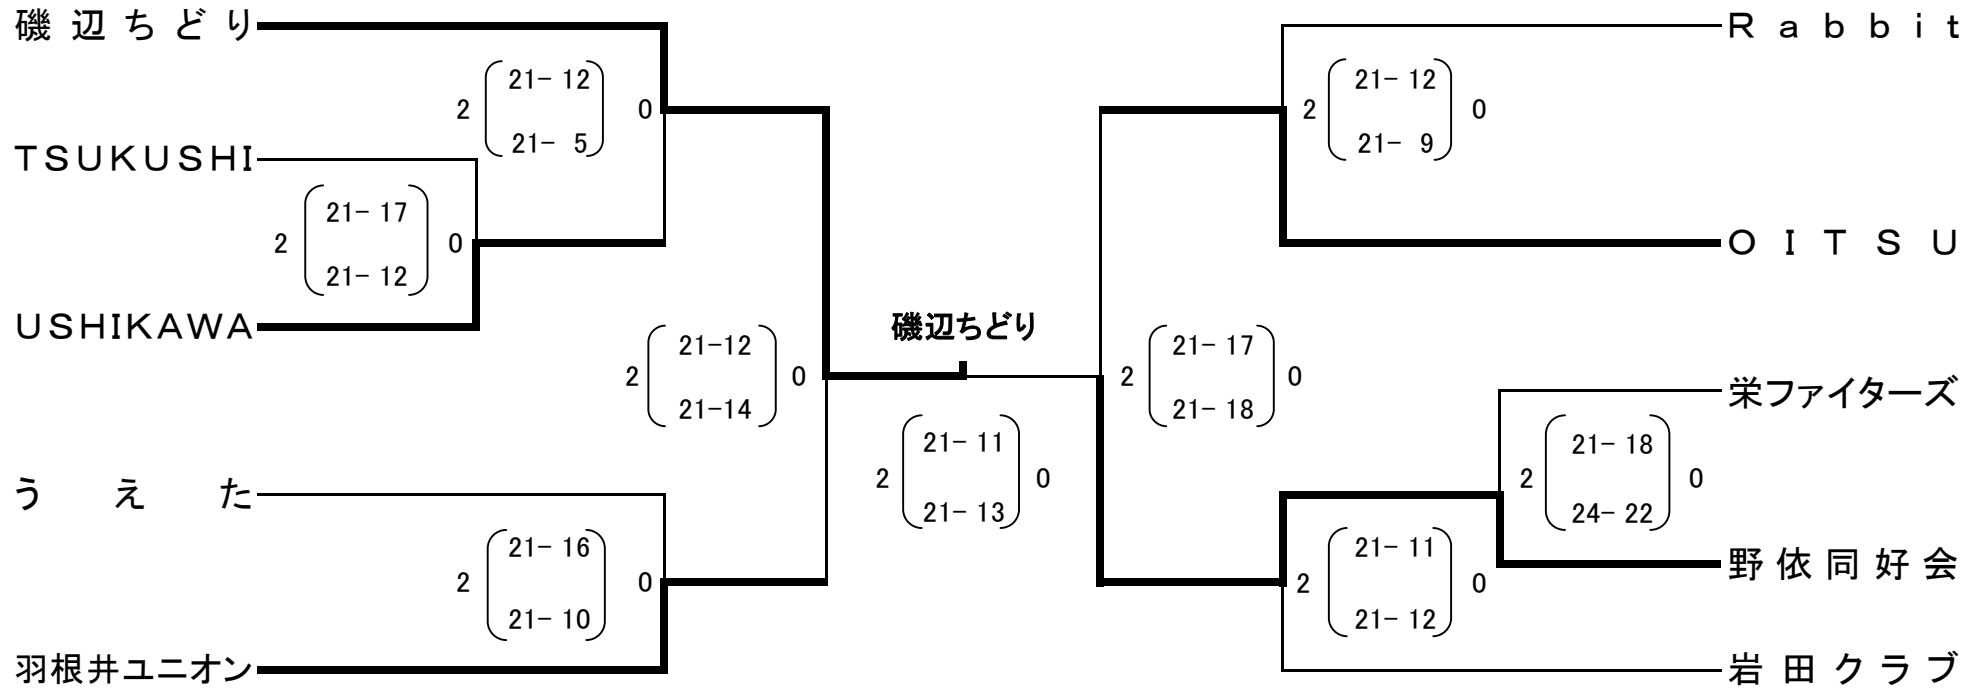 磯辺ちどり
Rabbit
21-12
2 0
21- 5
21-12
2 0
21- 9
TSUKUSHI
21-17
2 0
21-12
OITSU
USHIKAWA
磯辺ちどり
21-12
2 0
21-14
21-17
2 0
21-18
栄ファイターズ
21-11
2 0
21-13
21-18
2 0
24-22
うえた
21-16
2 0
21-10
21-11
2 0
21-12
野依同好会
羽根井ユニオン
岩田クラブ